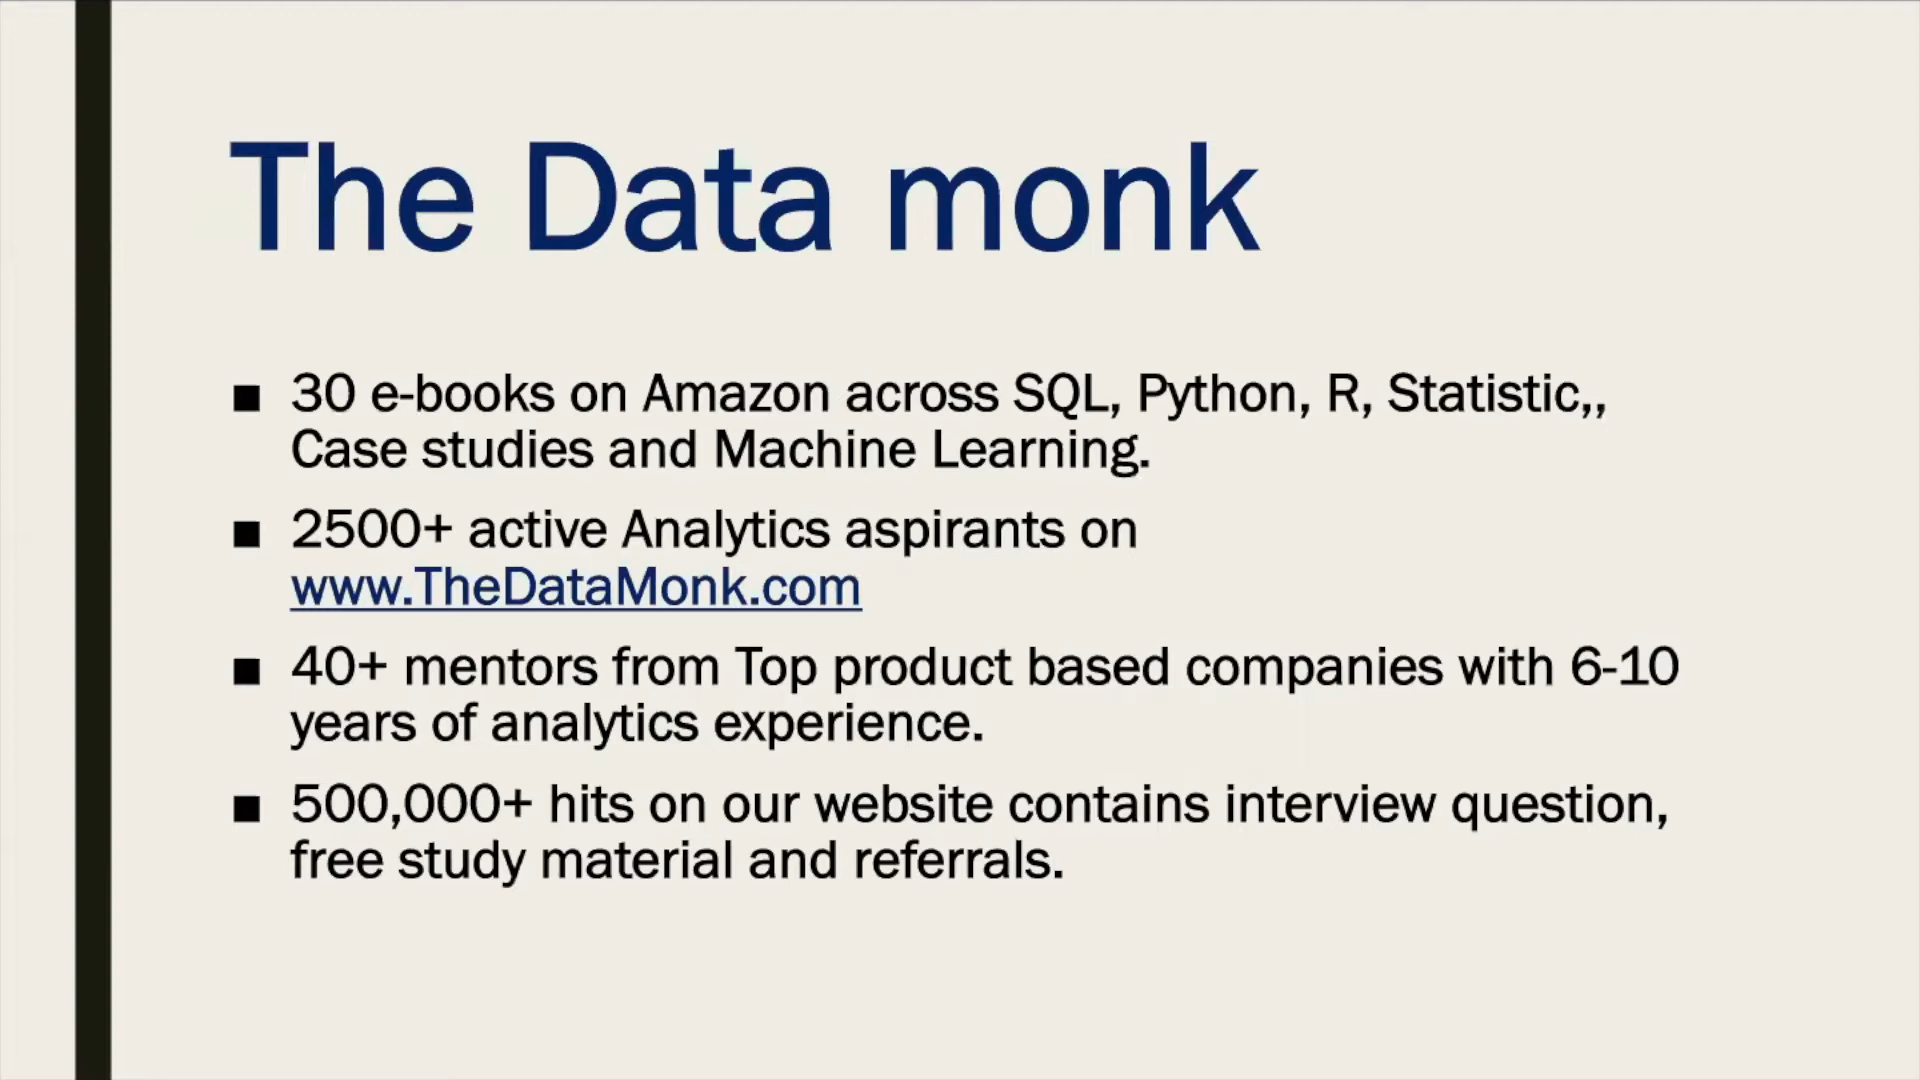 The Data monk
■ 30 e-books on Amazon across SQL, Python, R, Statistic,,
Case studies and Machine Learning.
■ 2500+ active Analytics aspirants on
www.TheDataMonk.com
■ 40+ mentors from Top product based companies with 6-10
years of analytics experience.
■ 500,000+ hits on our website contains interview question,
free study material and referrals.